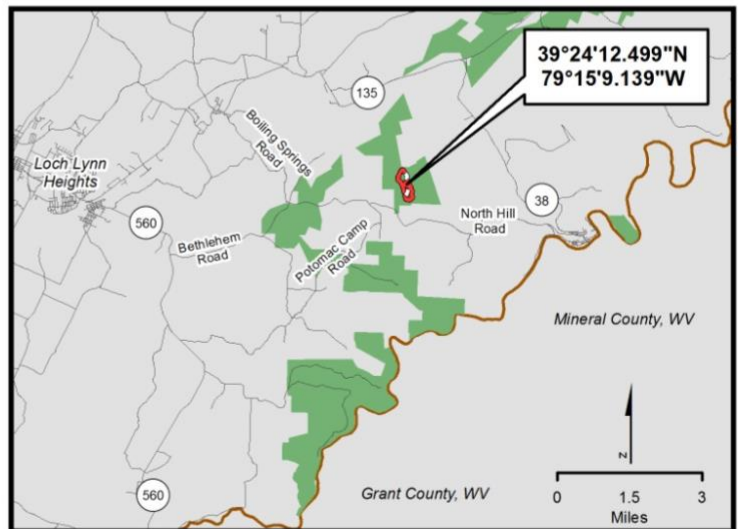 39°24'12.499"N
79°15'9.139"W
135
Boiling Springs
Road
Loch Lynn
Heights
560
Bethlehem
Road
Potomac Camp
Road
North Hill
Road
38
Mineral County, WV
N
560
Grant County, WV
0 1.5 3
Miles